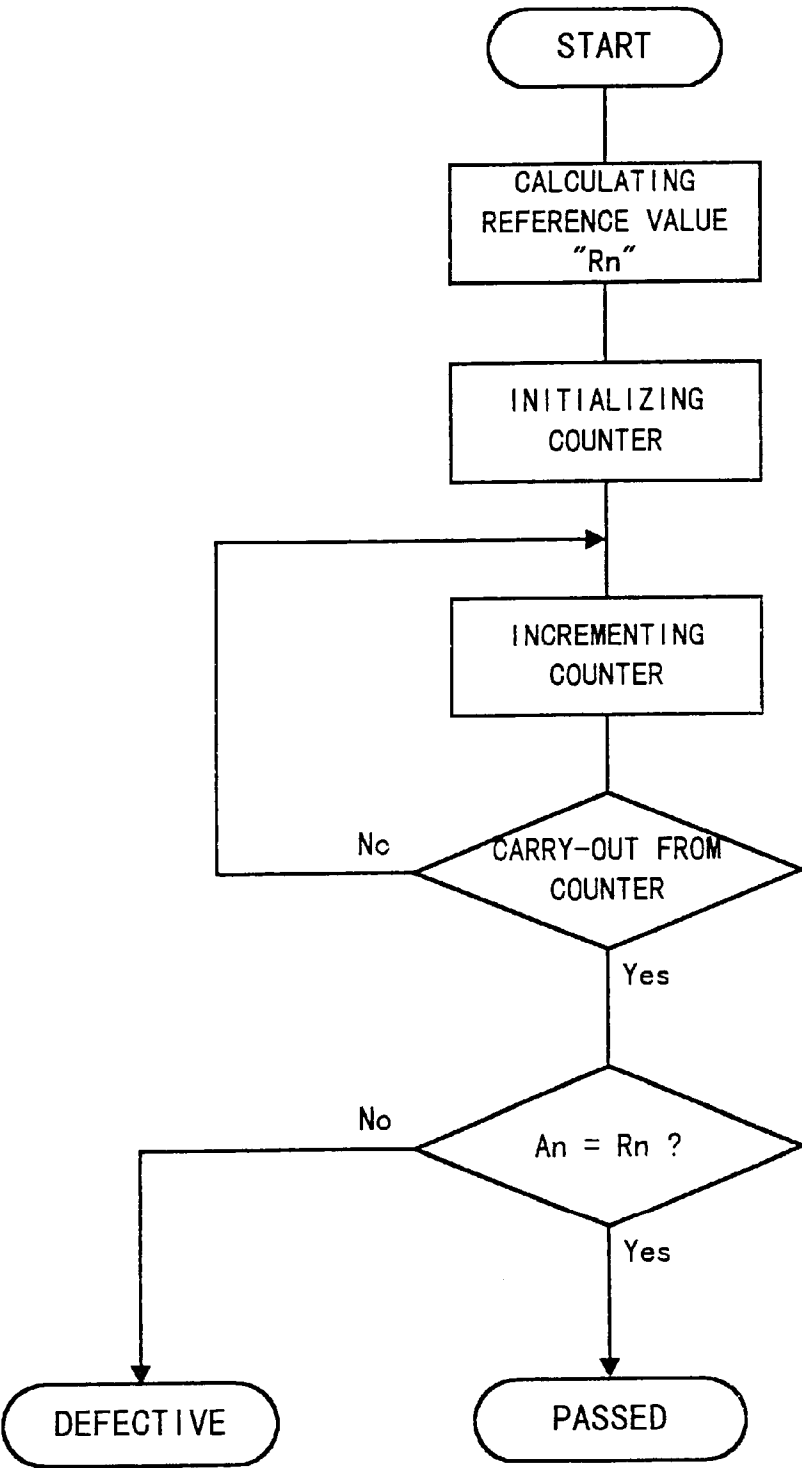 START
CALCULATING
REFERENCE VALUE
"Rn"
INITIALIZING
COUNTER
INCREMENTING
COUNTER
No
CARRY-OUT FROM
COUNTER
Yes
No
An = Rn ?
Yes
DEFECTIVE
PASSED